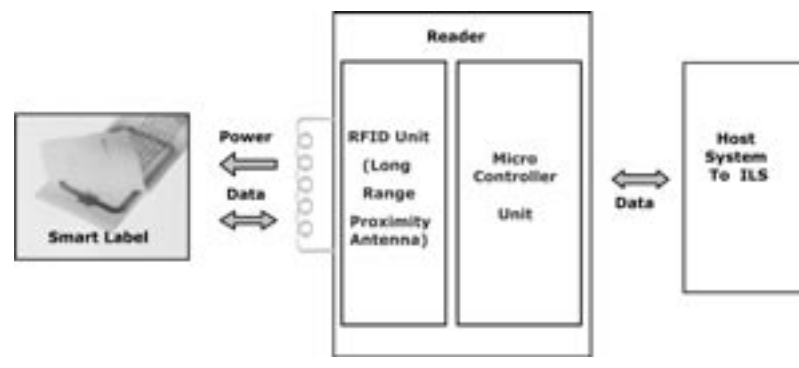 Reader
Power
Data
Smart Label
RFID Unit
(Long
Range
Proximity
Antenna)
Micro
Controller
Unit
Data
Host
System
To ILS